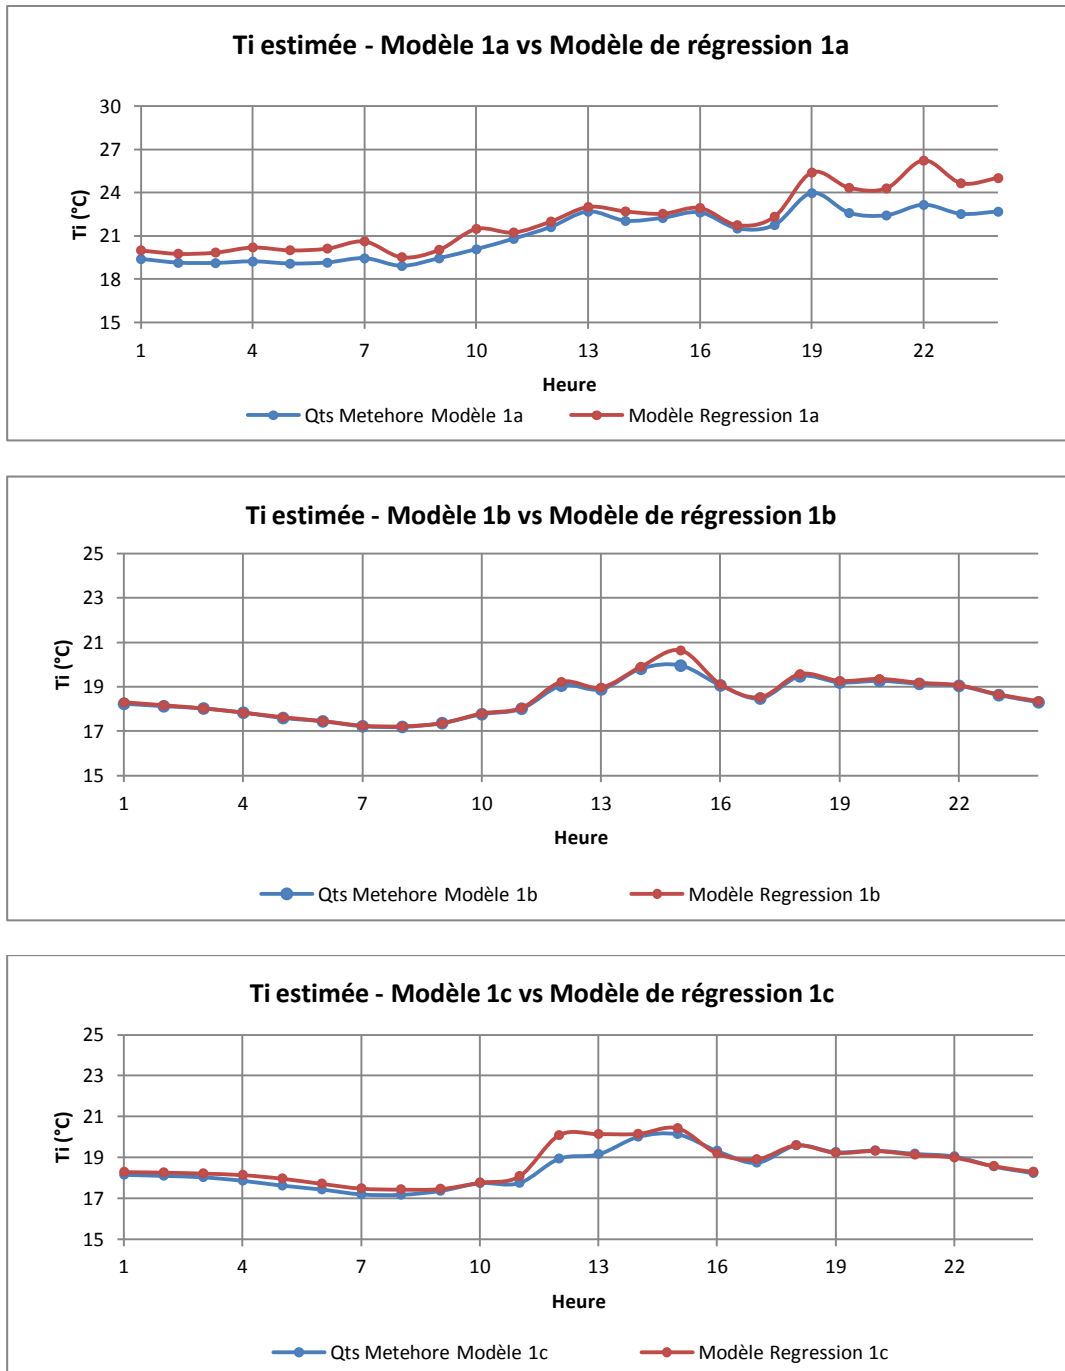 Ti estimée - Modèle 1a vs Modèle de régression 1a
30
27
24
21
18
15
Ti (°C)
1 4 7 10 13 16 19 22
Heure
Qts Metehore Modèle 1a Modèle Regression 1a
Ti estimée - Modèle 1b vs Modèle de régression 1b
25
23
21
19
17
15
Ti (°C)
1 4 7 10 13 16 19 22
Heure
Qts Metehore Modèle 1b Modèle Regression 1b
Ti estimée - Modèle 1c vs Modèle de régression 1c
25
23
21
19
17
15
Ti (°C)
1 4 7 10 13 16 19 22
Heure
Qts Metehore Modèle 1c Modèle Regression 1c